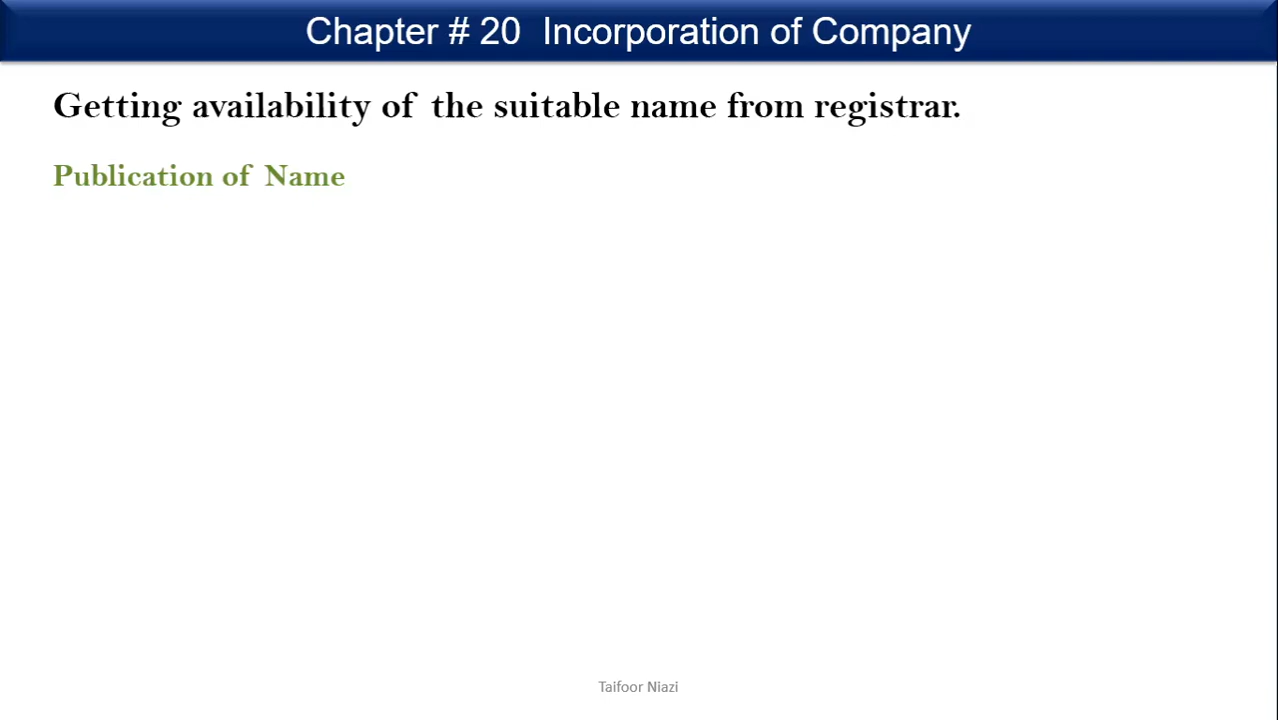 Chapter # 20 Incorporation of Company
Getting availability of the suitable name from registrar.
Publication of Name
Taifoor Niazi